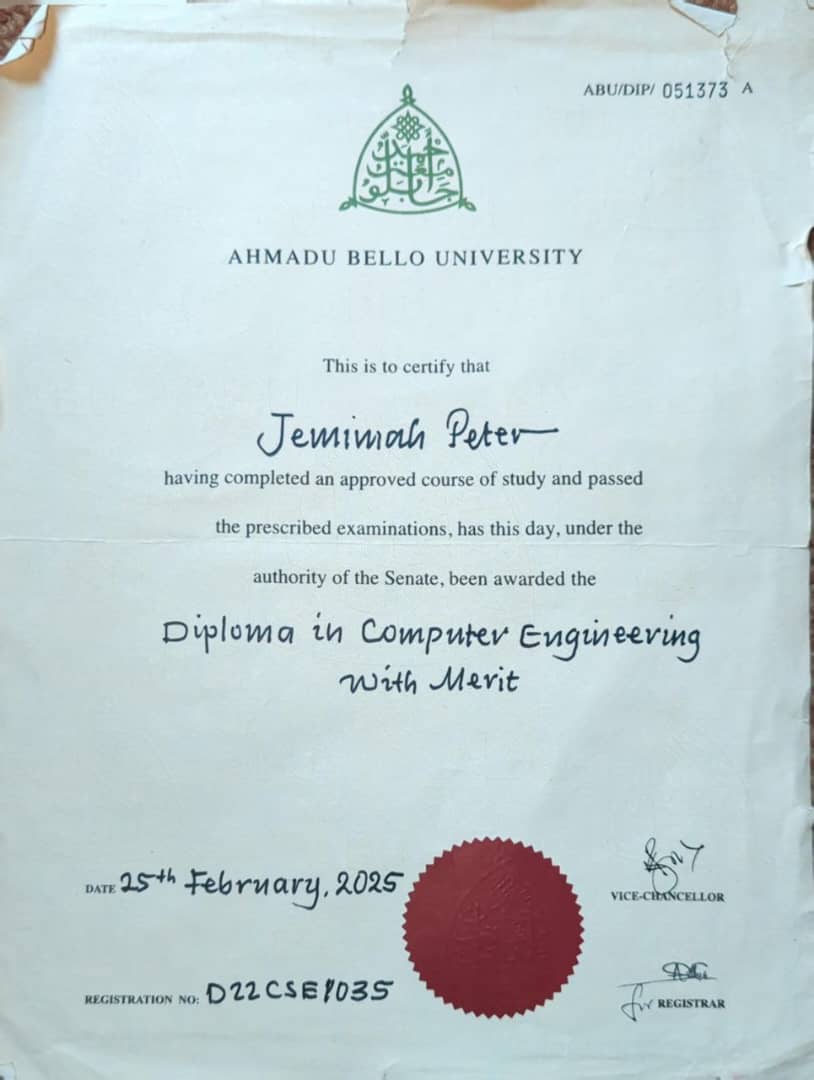 ABU/DIP/ 051373 A
AHMADU BELLO UNIVERSITY
This is to certify that
Jemimah Peter
having completed an approved course of study and passed
the prescribed examinations, has this day, under the
authority of the Senate, been awarded the
Diploma in Computer Engineering
With Merit
DATE 25th February, 2025
VICE-CHANCELLOR
REGISTRATION NO: D22CSE1035
for REGISTRAR